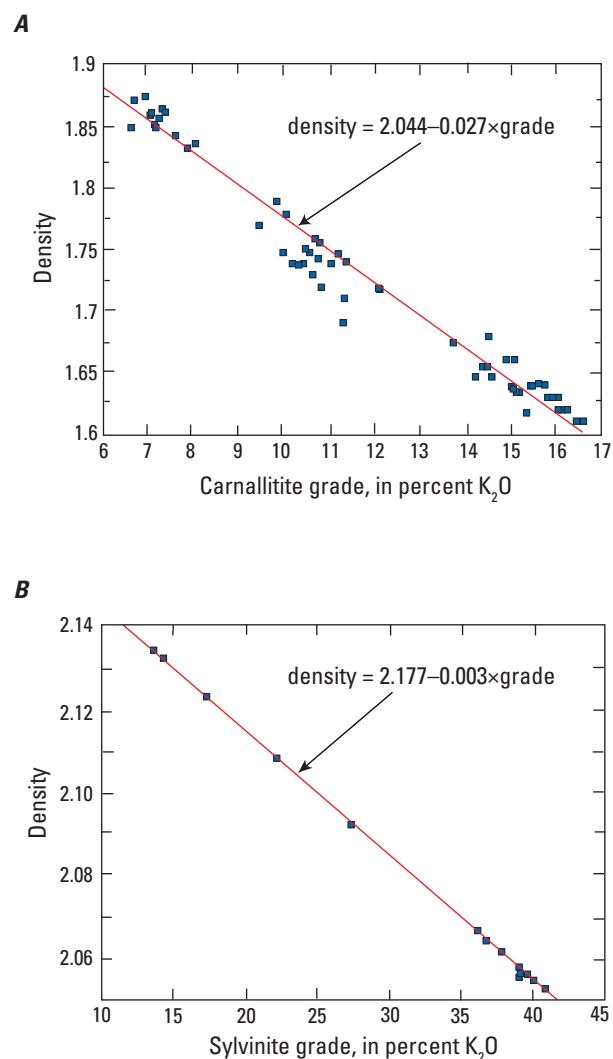 A
1.9
1.85
1.8
1.75
1.7
1.65
1.6
Density
density = 2.044–0.027×grade
6 7 8 9 10 11 12 13 14 15 16 17
Carnallitite grade, in percent K₂O
B
2.14
2.12
2.10
2.08
2.06
Density
density = 2.177–0.003×grade
10 15 20 25 30 35 40 45
Sylvinite grade, in percent K₂O